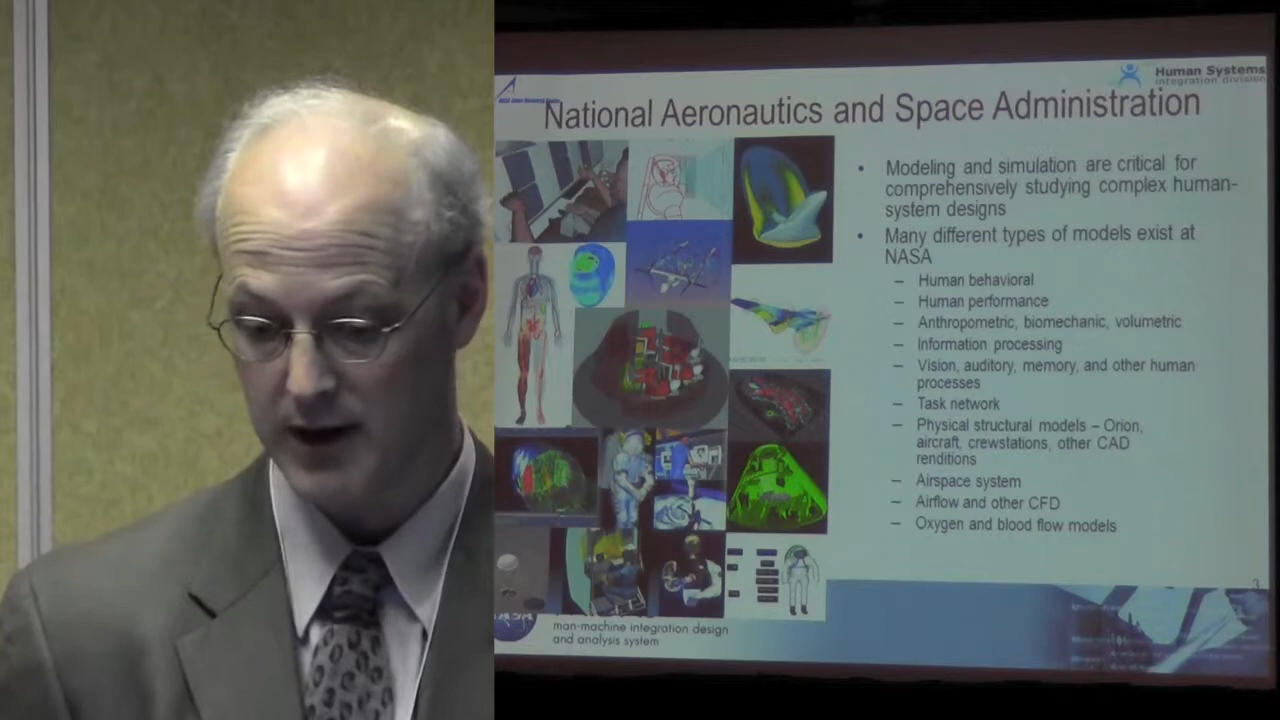 Human Systems
integration division
National Aeronautics and Space Administration
• Modeling and simulation are critical for
comprehensively studying complex human-
system designs
• Many different types of models exist at
NASA
– Human behavioral
– Human performance
– Anthropometric, biomechanic, volumetric
– Information processing
– Vision, auditory, memory, and other human
processes
– Task network
– Physical structural models – Orion,
aircraft, crewstations, other CAD
renditions
– Airspace system
– Airflow and other CFD
– Oxygen and blood flow models
man-machine integration design
and analysis system
3